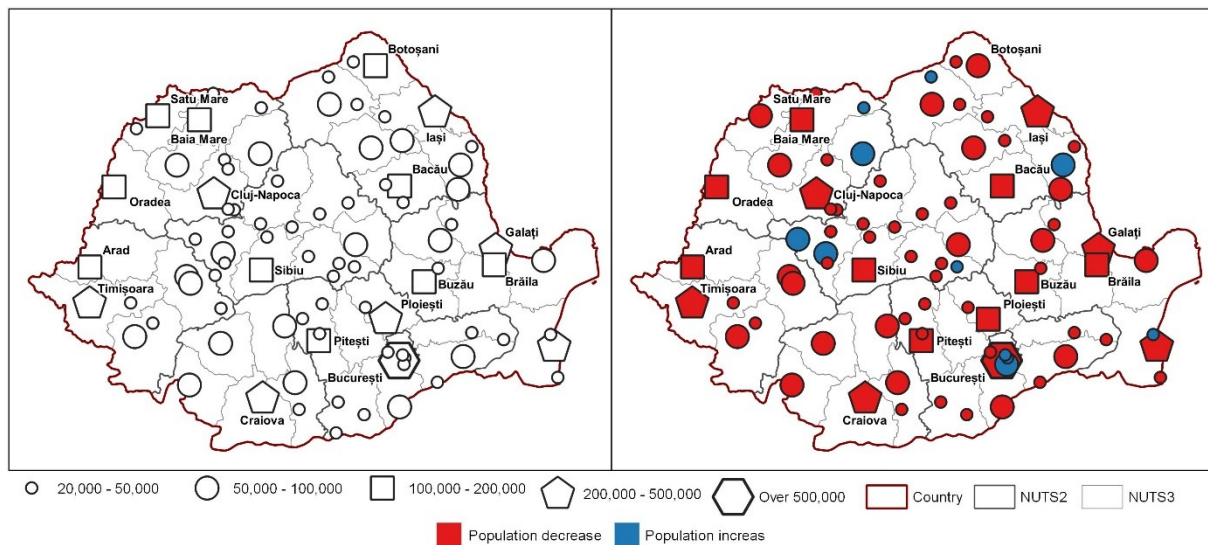 Botoșani
Satu Mare
Baia Mare
Iași
Oradea
Cluj-Napoca
Bacău
Arad
Sibiu
Galați
Timișoara
Buzău
Brăila
Ploiești
Pitești
București
Craiova
Botoșani
Satu Mare
Baia Mare
Iași
Oradea
Cluj-Napoca
Bacău
Arad
Sibiu
Galați
Timișoara
Buzău
Brăila
Ploiești
Pitești
București
Craiova
20,000 - 50,000 50,000 - 100,000 100,000 - 200,000 200,000 - 500,000 Over 500,000 Country NUTS2 NUTS3
Population decrease Population increas